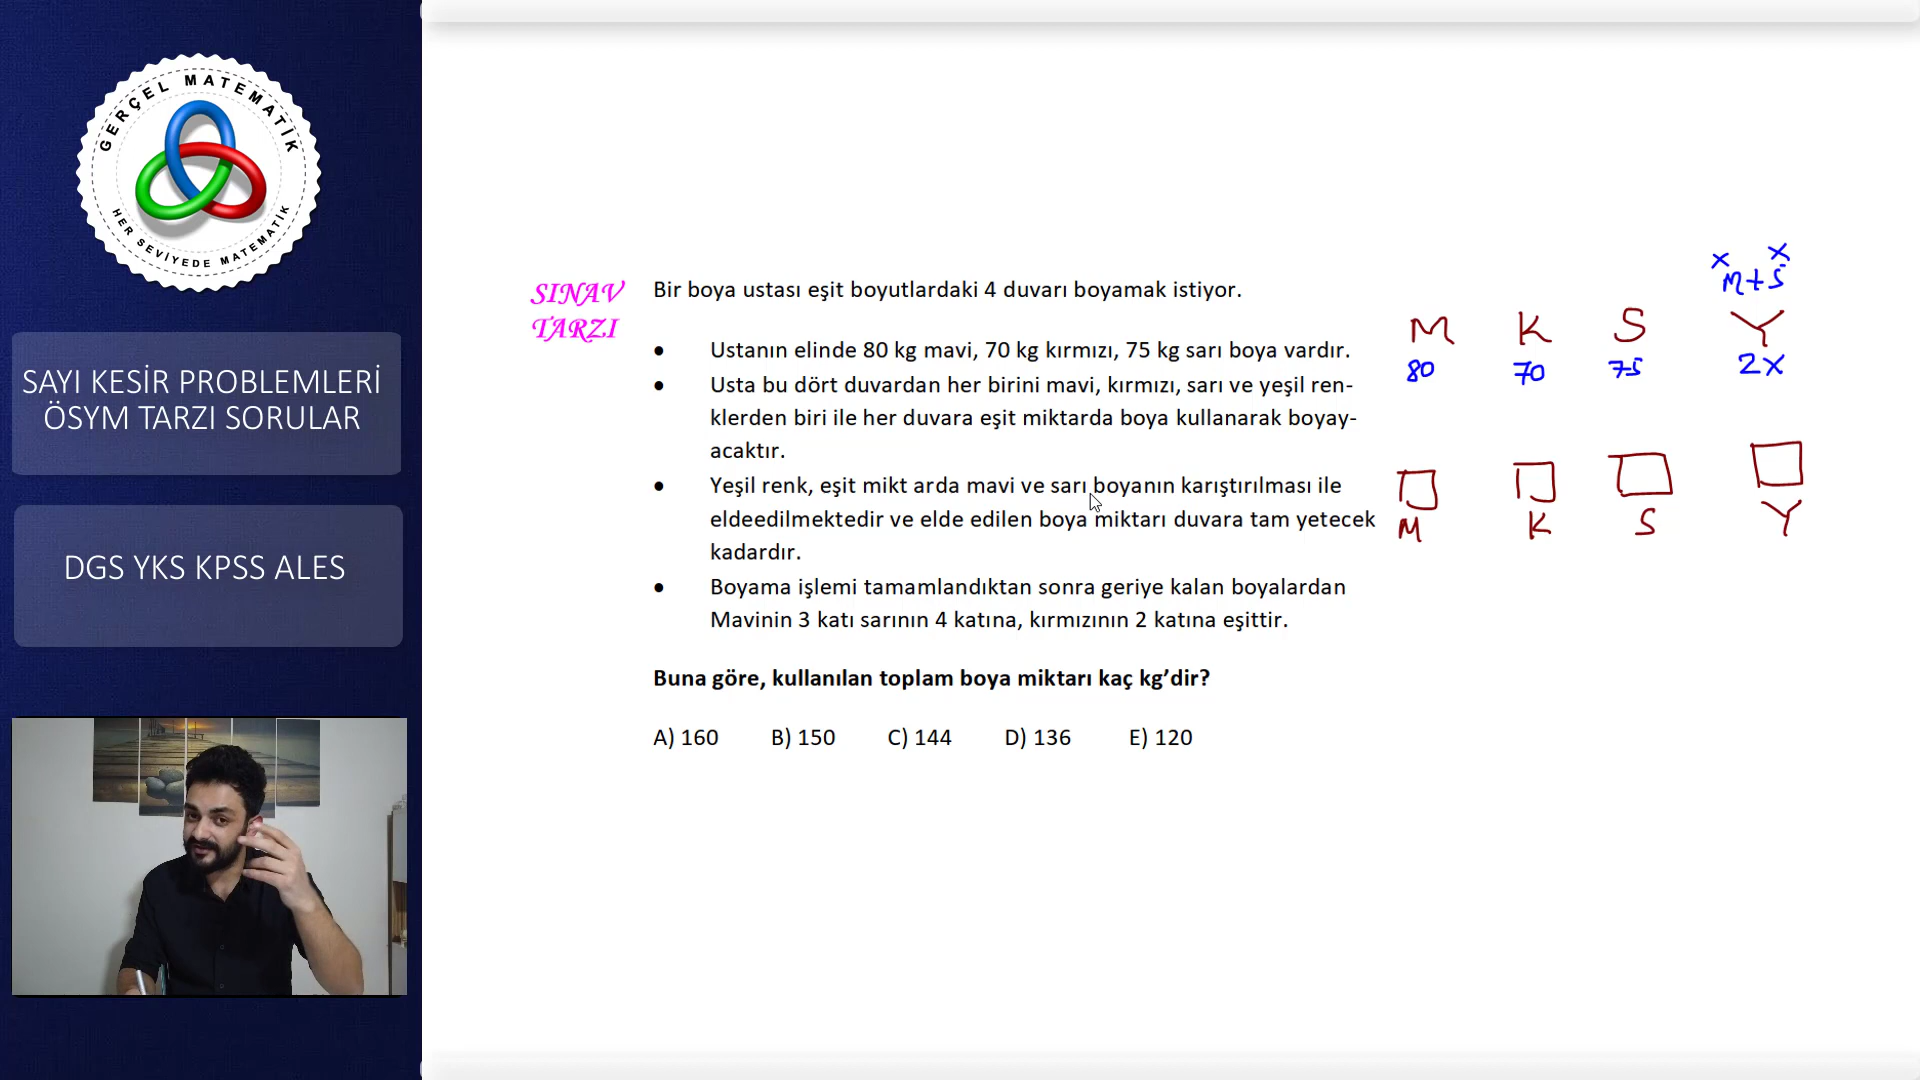 GERÇEL MATEMATİK
HER SEVİYEDE MATEMATİK
SAYI KESİR PROBLEMLERİ
ÖSYM TARZI SORULAR
DGS YKS KPSS ALES
SINAV
TARZI
Bir boya ustası eşit boyutlardaki 4 duvarı boyamak istiyor.
• Ustanın elinde 80 kg mavi, 70 kg kırmızı, 75 kg sarı boya vardır.
• Usta bu dört duvardan her birini mavi, kırmızı, sarı ve yeşil ren-
klerden biri ile her duvara eşit miktarda boya kullanarak boyay-
acaktır.
• Yeşil renk, eşit mikt arda mavi ve sarı boyanın karıştırılması ile
eldeedilmektedir ve elde edilen boya miktarı duvara tam yetecek
kadardır.
• Boyama işlemi tamamlandıktan sonra geriye kalan boyalardan
Mavinin 3 katı sarının 4 katına, kırmızının 2 katına eşittir.
Buna göre, kullanılan toplam boya miktarı kaç kg’dir?
A) 160 B) 150 C) 144 D) 136 E) 120
x x
M+S
M K S Y
80 70 75 2x
M K S Y